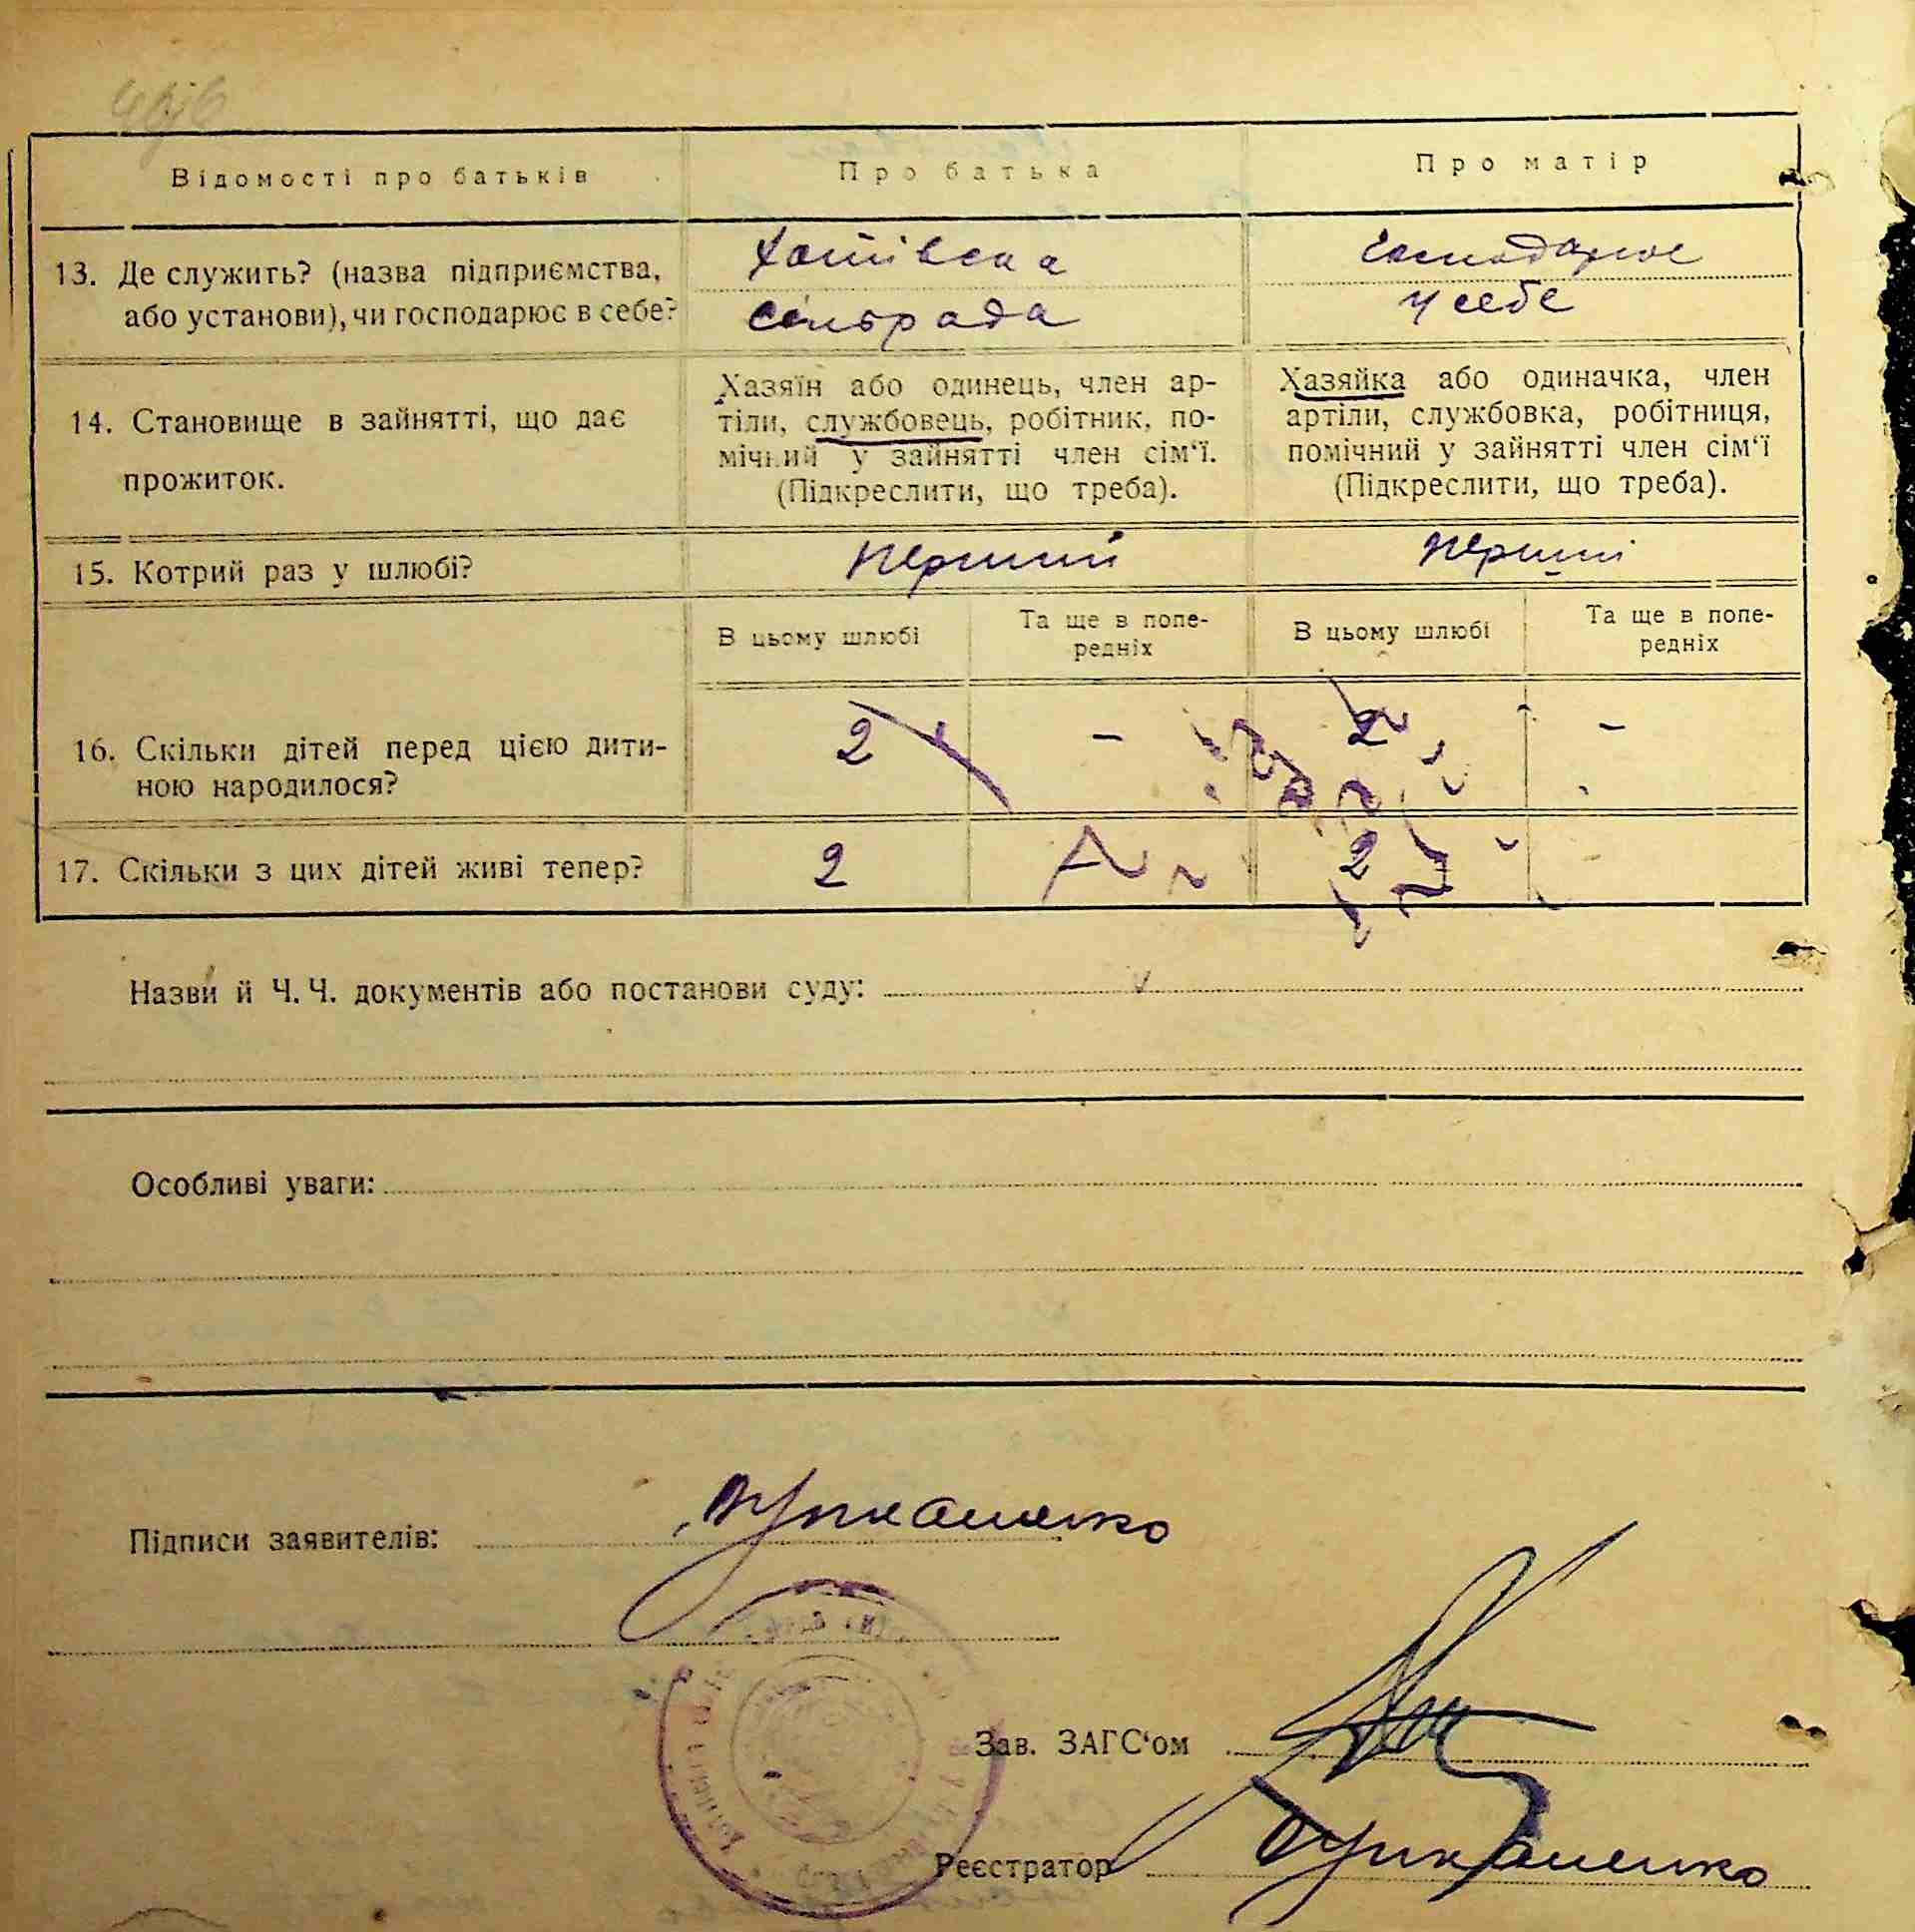 Відомості про батьків
Про батька
Про матір
13. Де служить? (назва підприємства,
або установи), чи господарює в себе?
Хотівська
сільрада
господарює
у себе
14. Становище в зайнятті, що дає
прожиток.
Хазяїн або одинець, член ар-
тіли, службовець, робітник, по-
мічний у зайнятті член сім‘ї.
(Підкреслити, що треба).
Хазяйка або одиначка, член
артіли, службовка, робітниця,
помічний у зайнятті член сім‘ї
(Підкреслити, що треба).
15. Котрий раз у шлюбі?
перший
перший
В цьому шлюбі
Та ще в попе-
редніх
В цьому шлюбі
Та ще в попе-
редніх
16. Скільки дітей перед цією дити-
ною народилося?
2
-
2
-
17. Скільки з цих дітей живі тепер?
2
2
Назви й Ч. Ч. документів або постанови суду:
Особливі уваги:
Підписи заявителів:
Зав. ЗАГС‘ом
Реєстратор